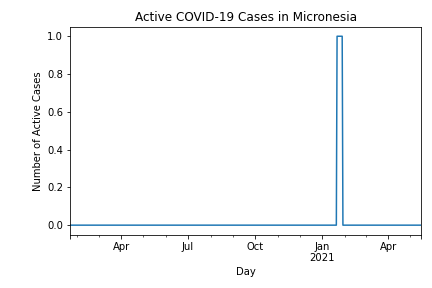 Active COVID-19 Cases in Micronesia
Number of Active Cases
1.0
0.8
0.6
0.4
0.2
0.0
Apr Jul Oct Jan Apr
2021
Day